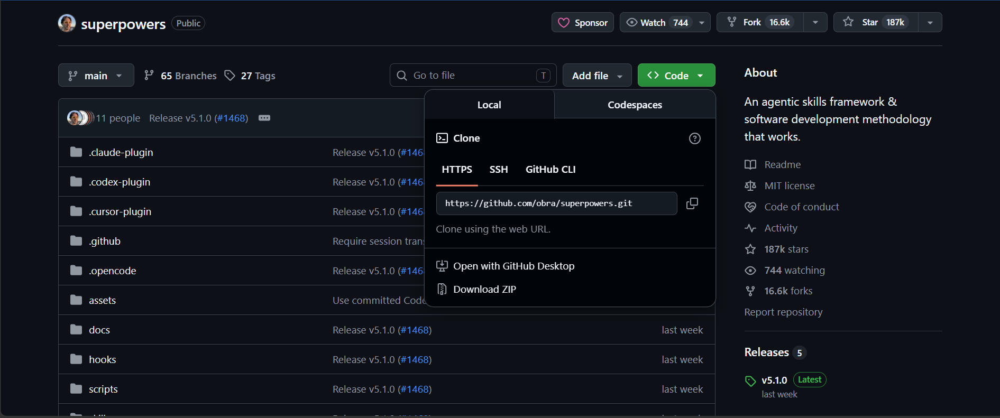 superpowers Public Sponsor Watch 744 Fork 16.6k Star 187k
main 65 Branches 27 Tags Go to file T Add file Code
11 people Release v5.1.0 (#1468)
.claude-plugin Release v5.1.0 (#146
.codex-plugin Release v5.1.0 (#146
.cursor-plugin Release v5.1.0 (#146
.github Require session tran
.opencode Release v5.1.0 (#146
assets Use committed Code
docs Release v5.1.0 (#1468) last week
hooks Release v5.1.0 (#1468) last week
scripts Release v5.1.0 (#1468) last week
Local Codespaces
Clone
HTTPS SSH GitHub CLI
https://github.com/obra/superpowers.git
Clone using the web URL.
Open with GitHub Desktop
Download ZIP
About
An agentic skills framework &
software development methodology
that works.
Readme
MIT license
Code of conduct
Activity
187k stars
744 watching
16.6k forks
Report repository
Releases 5
v5.1.0 Latest
last week